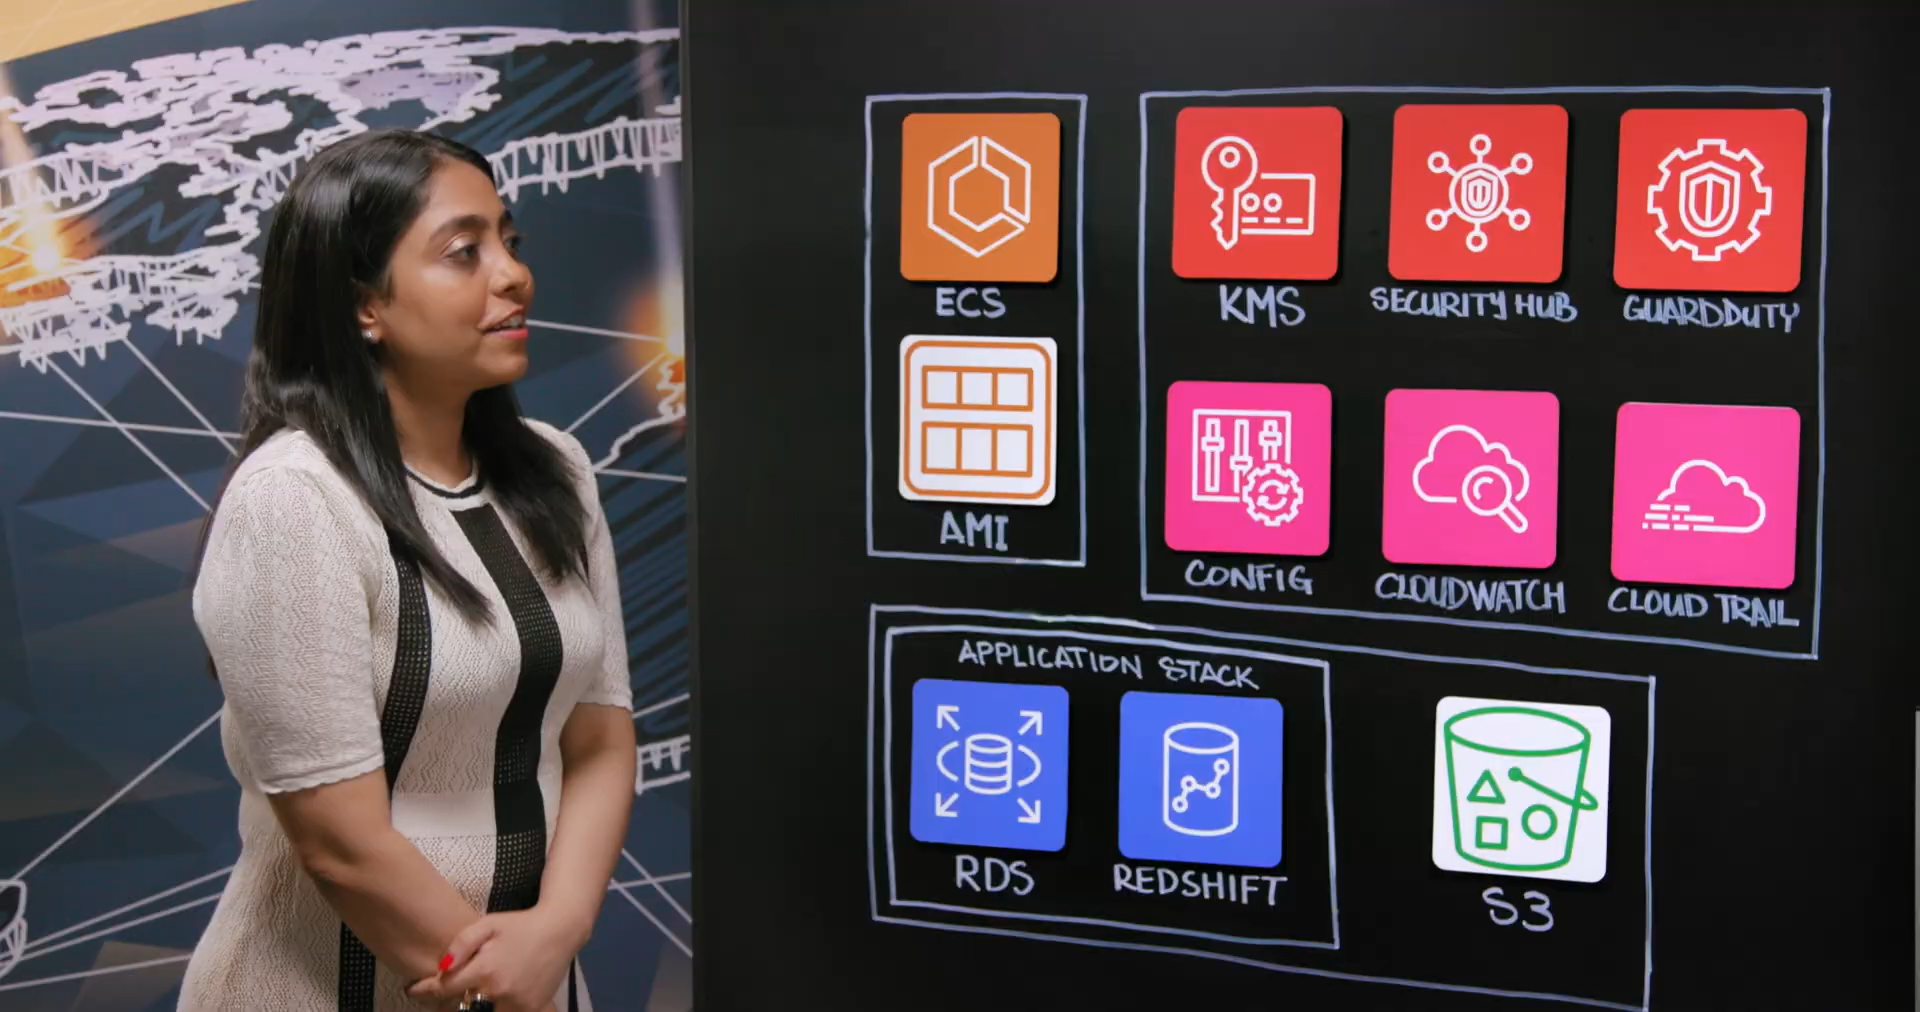 ECS
AMI
KMS
SECURITY HUB
GUARDDUTY
CONFIG
CLOUDWATCH
CLOUD TRAIL
APPLICATION STACK
RDS
REDSHIFT
S3